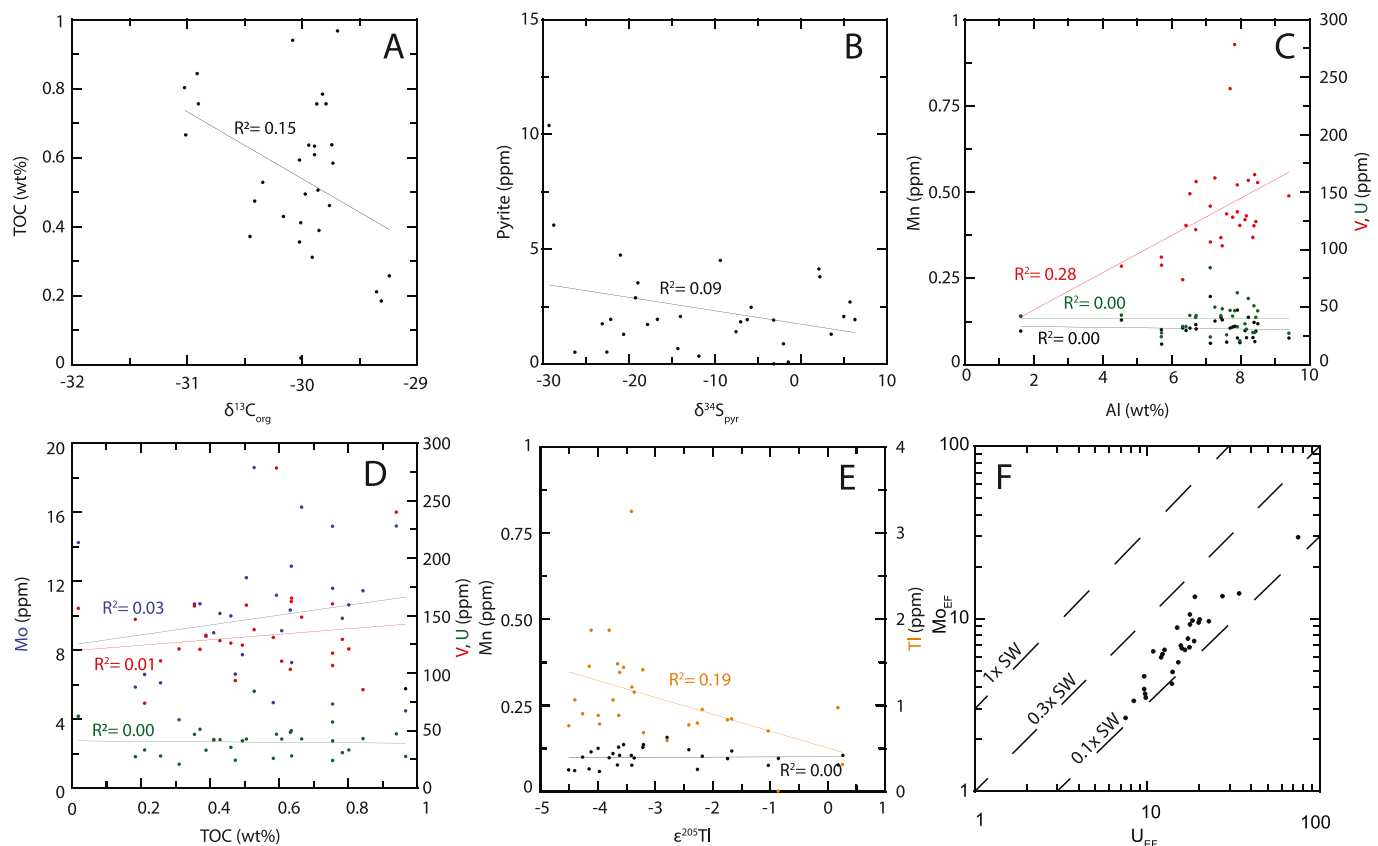 A
TOC (wt%)
1
0.8
0.6
0.4
0.2
0
R²= 0.15
-32
-31
-30
-29
δ¹³C_org
B
Pyrite (ppm)
15
10
5
0
R²= 0.09
-30
-20
-10
0
10
δ³⁴S_pyr
C
Mn (wt%)
1
0.75
0.50
0.25
0
300
250
200
150
100
50
0
V, U (ppm)
R²= 0.28
R²= 0.00
R²= 0.00
0
2
4
6
8
10
Al (wt%)
D
Mo (ppm)
20
16
12
8
4
0
300
250
200
150
100
50
0
V, U (ppm)
R²= 0.03
R²= 0.01
R²= 0.00
0.2
0.4
0.6
0.8
1
TOC (wt%)
E
Mn (ppm)
1
0.75
0.5
0.25
0
4
3
2
1
0
Tl (ppm)
R²= 0.19
R²= 0.00
-5
-4
-3
-2
-1
0
1
ε²⁰⁵Tl
F
Mo_EF
100
10
1
1x SW
0.3x SW
0.1x SW
1
10
100
U_EF